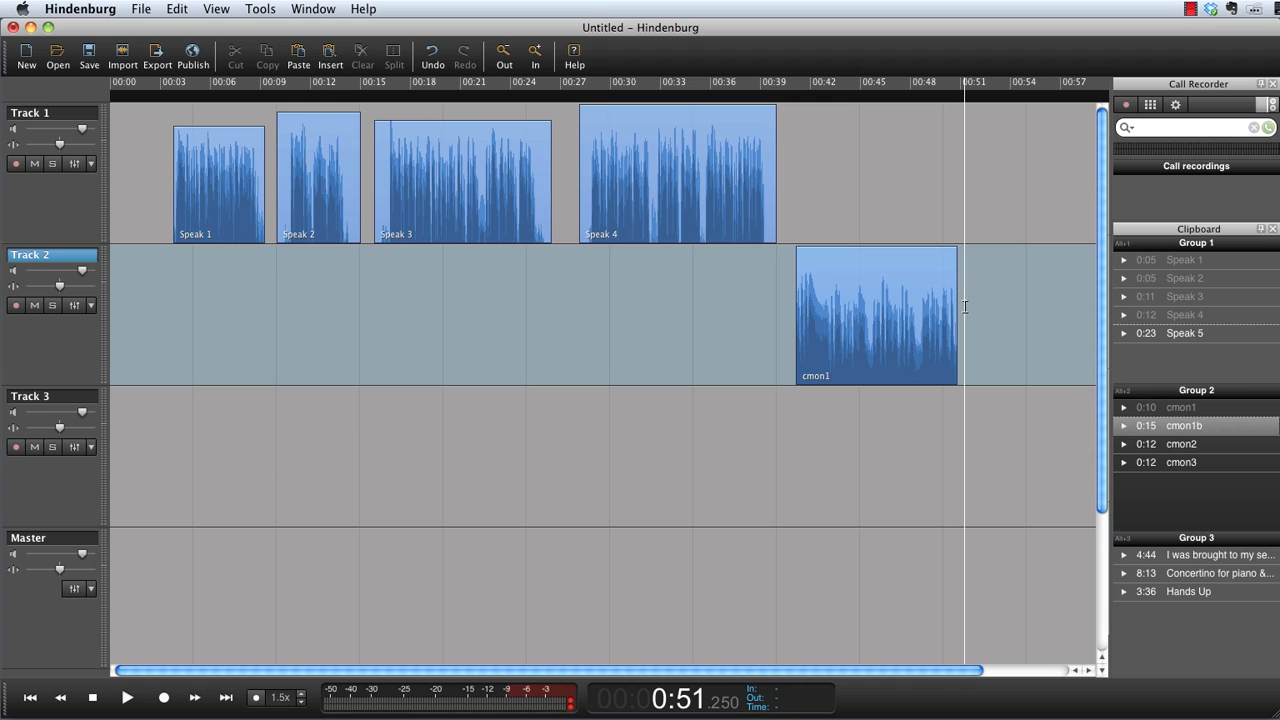 Hindenburg File Edit View Tools Window Help
Untitled - Hindenburg
New Open Save Import Export Publish Cut Copy Paste Insert Clear Split Undo Redo Out In Help
00:00 00:03 00:06 00:09 00:12 00:15 00:18 00:21 00:24 00:27 00:30 00:33 00:36 00:39 00:42 00:45 00:48 00:51 00:54 00:57
Track 1
M S
Speak 1 Speak 2 Speak 3 Speak 4
Track 2
M S
cmon1
Track 3
M S
Master
Call Recorder
Call recordings
Clipboard
Alt+1 Group 1
0:05 Speak 1
0:05 Speak 2
0:11 Speak 3
0:12 Speak 4
0:23 Speak 5
Alt+2 Group 2
0:10 cmon1
0:15 cmon1b
0:12 cmon2
0:12 cmon3
Alt+3 Group 3
4:44 I was brought to my se...
8:13 Concertino for piano &...
3:36 Hands Up
1.5x
-50 -40 -30 -25 -20 -15 -12 -9 -6 -3
00:00:51.250
In: -
Out: -
Time: -